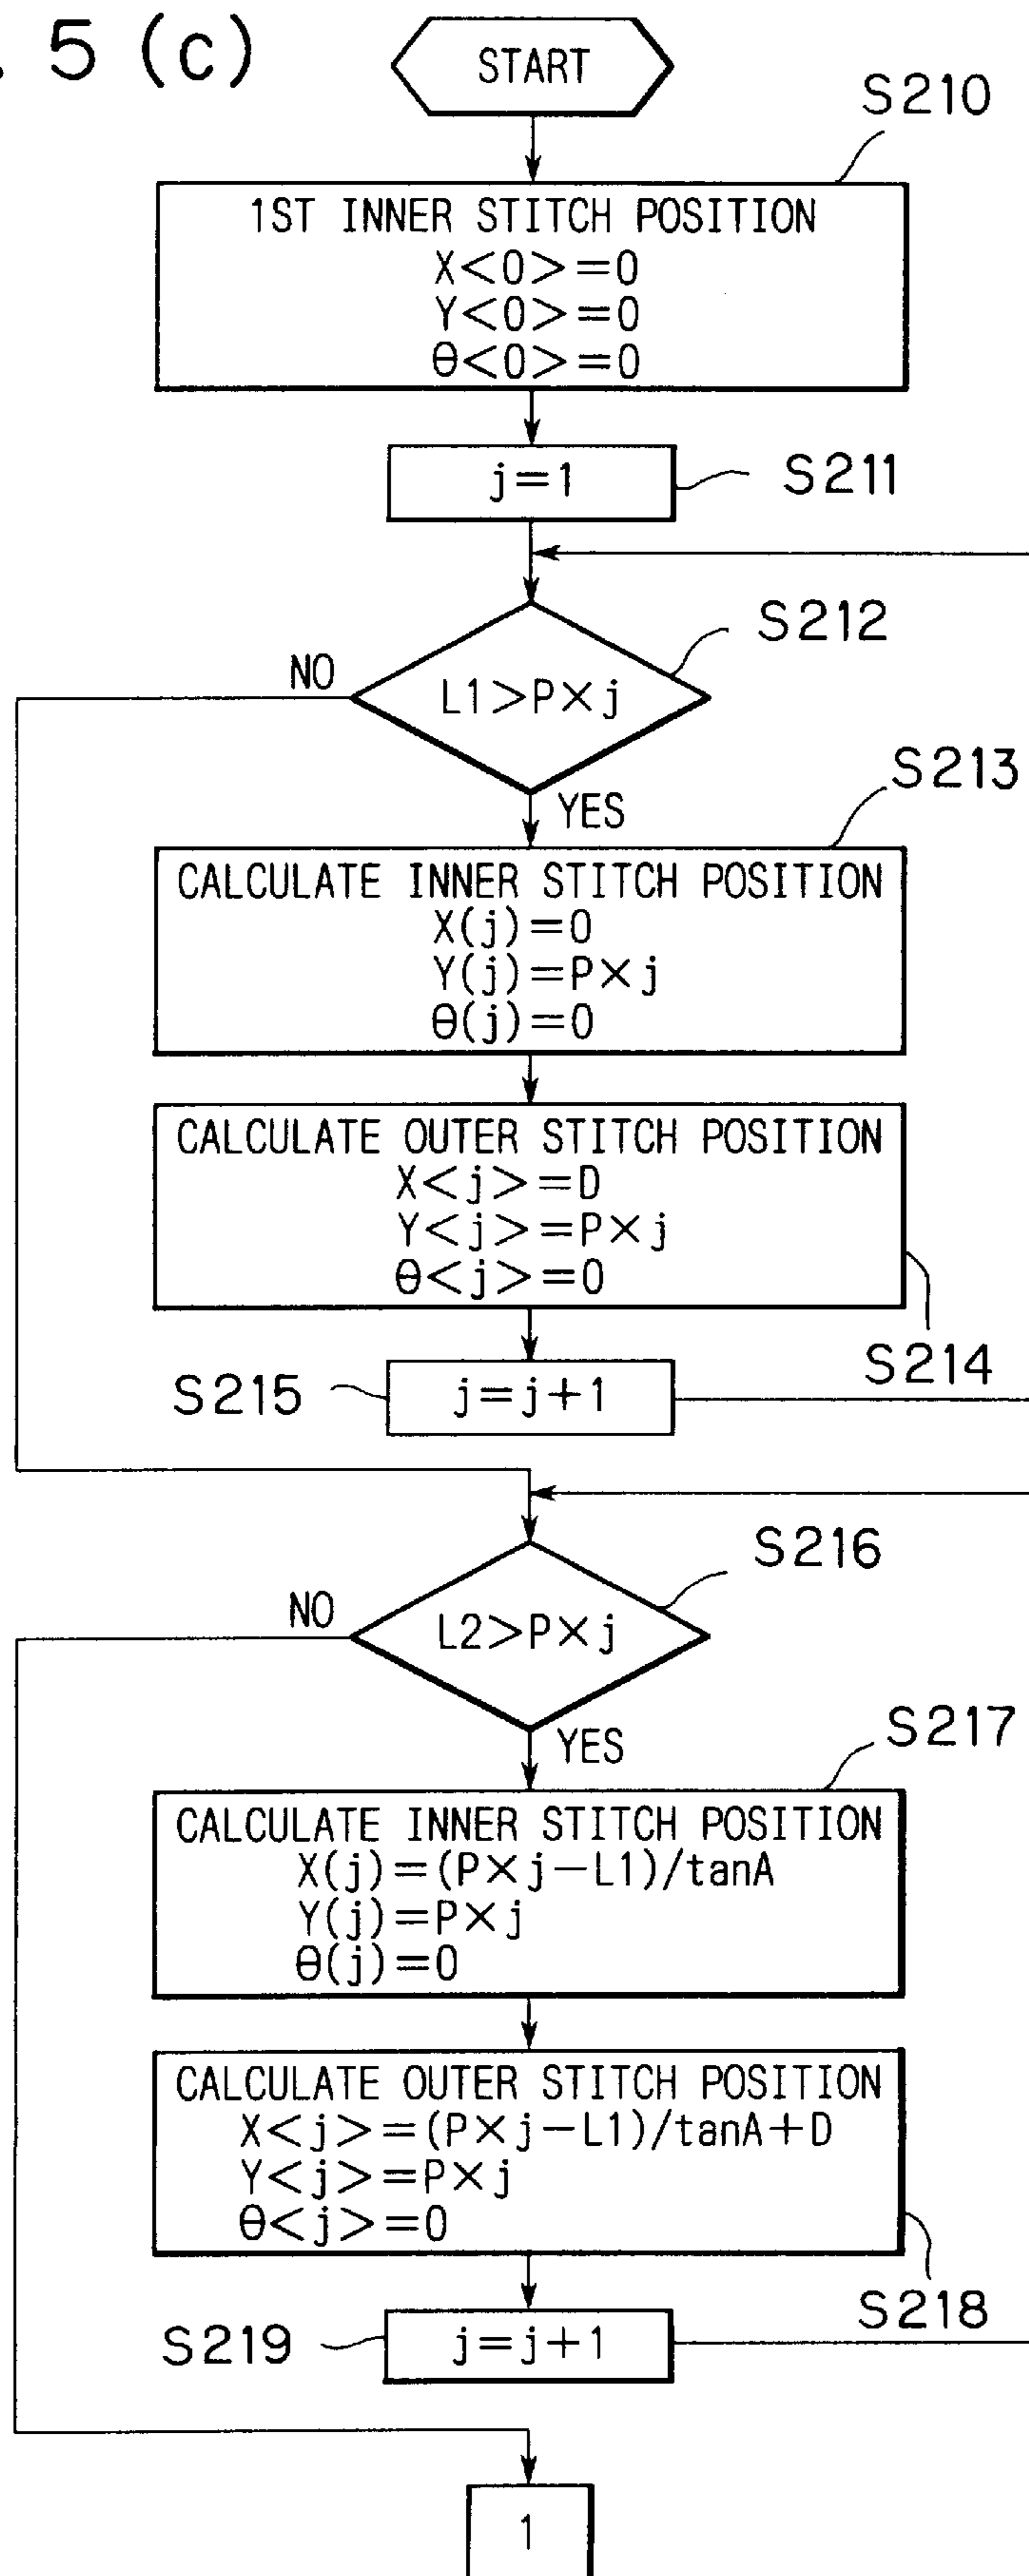 . 5 (c)
START
S210
1ST INNER STITCH POSITION
X<0>=0
Y<0>=0
θ<0>=0
j=1
S211
S212
NO
L1>P×j
YES
S213
CALCULATE INNER STITCH POSITION
X(j)=0
Y(j)=P×j
θ(j)=0
CALCULATE OUTER STITCH POSITION
X<j>=D
Y<j>=P×j
θ<j>=0
S214
S215
j=j+1
S216
NO
L2>P×j
YES
S217
CALCULATE INNER STITCH POSITION
X(j)=(P×j-L1)/tanA
Y(j)=P×j
θ(j)=0
CALCULATE OUTER STITCH POSITION
X<j>=(P×j-L1)/tanA+D
Y<j>=P×j
θ<j>=0
S218
S219
j=j+1
1